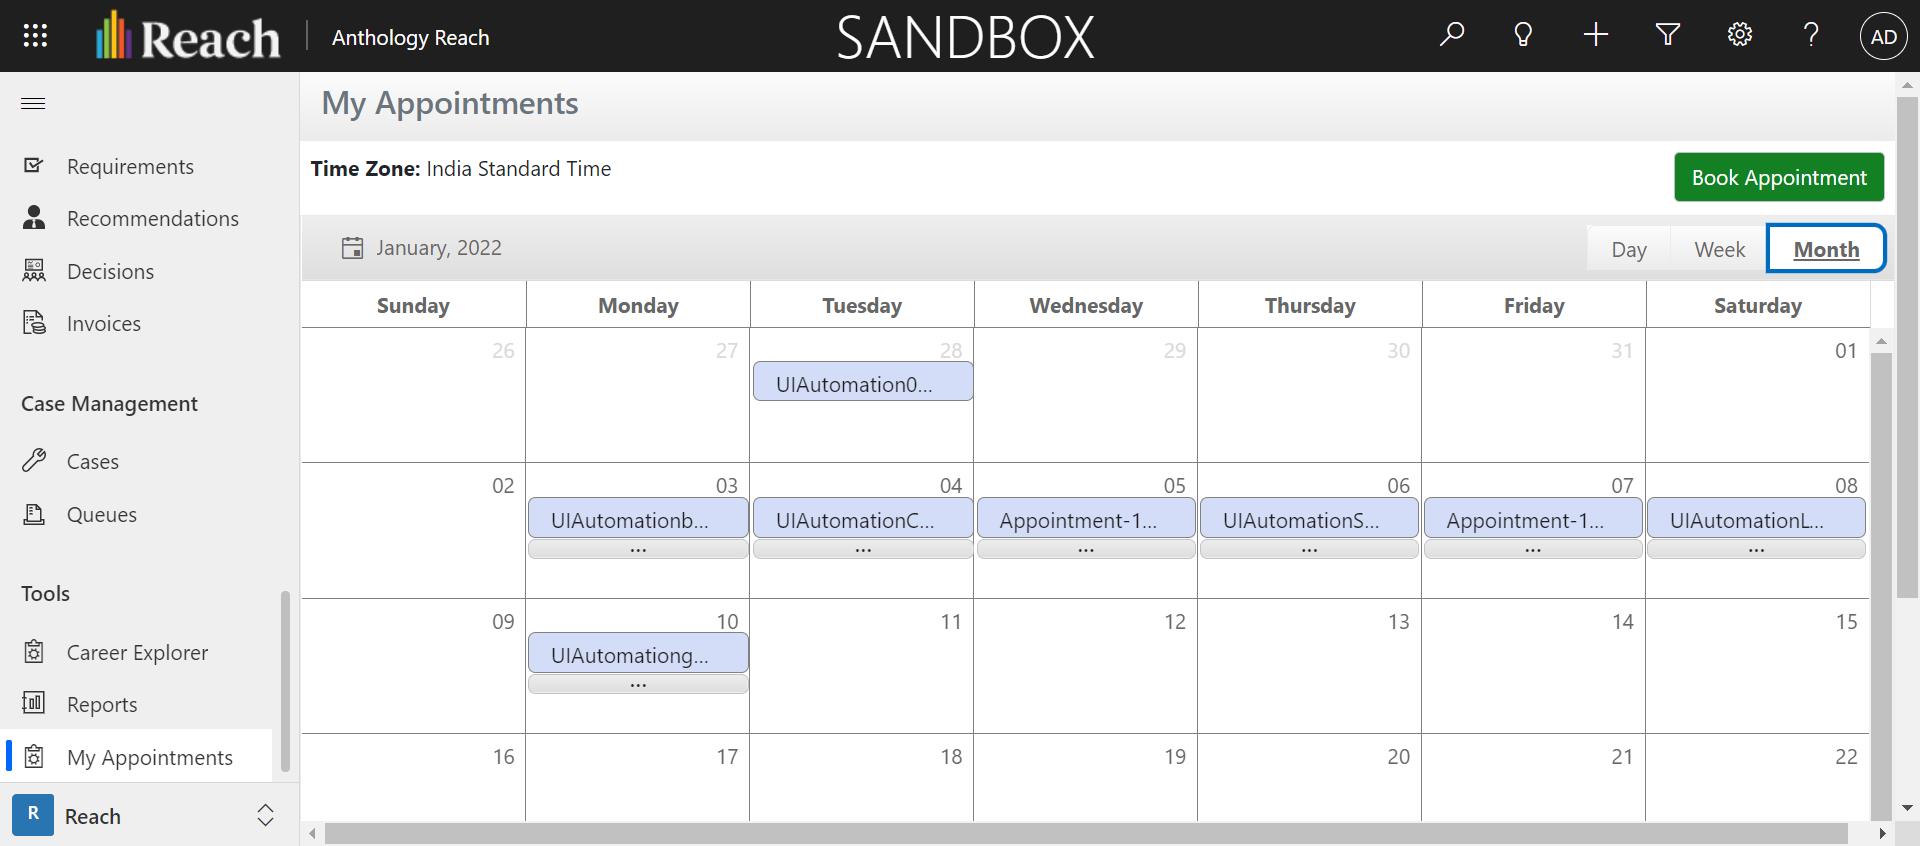 Reach
Anthology Reach
SANDBOX
AD
Requirements
Recommendations
Decisions
Invoices
Case Management
Cases
Queues
Tools
Career Explorer
Reports
My Appointments
R
Reach
My Appointments
Time Zone: India Standard Time
Book Appointment
January, 2022
Day Week Month
Sunday Monday Tuesday Wednesday Thursday Friday Saturday
26 27 28 29 30 31 01
UIAutomation0...
02 03 04 05 06 07 08
UIAutomationb... UIAutomationC... Appointment-1... UIAutomationS... Appointment-1... UIAutomationL...
... ... ... ... ... ...
09 10 11 12 13 14 15
UIAutomationg...
...
16 17 18 19 20 21 22